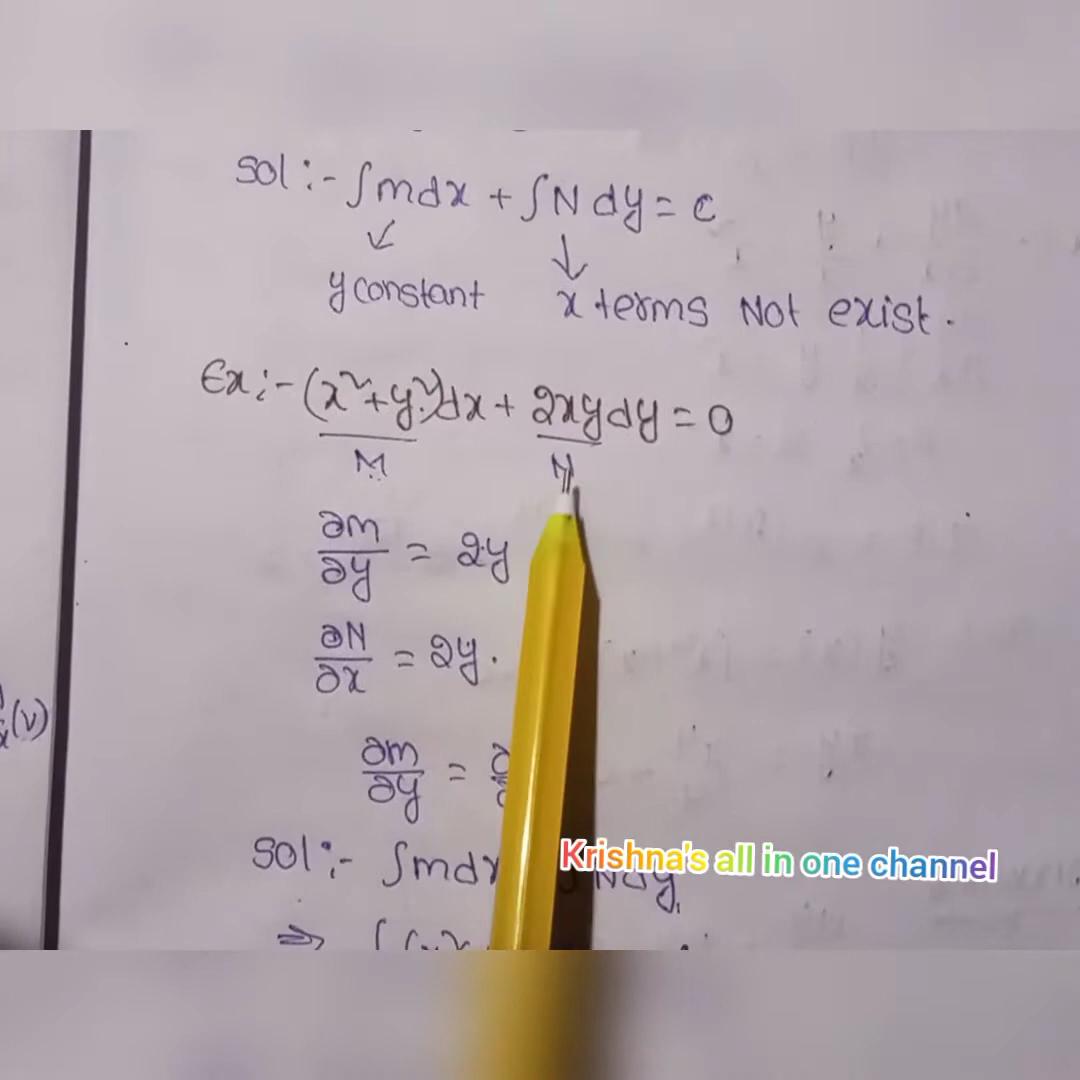 Sol :- ∫mdx + ∫N dy = c
↙ ↓
y constant x terms Not exist.
Ex :- (x²+y²)dx + 2xydy = 0
M N
∂m/∂y = 2y
∂N/∂x = 2y.
∂m/∂y =
Sol :- ∫mdx ∫Ndy
Krishna's all in one channel
⇒ ∫
(v)